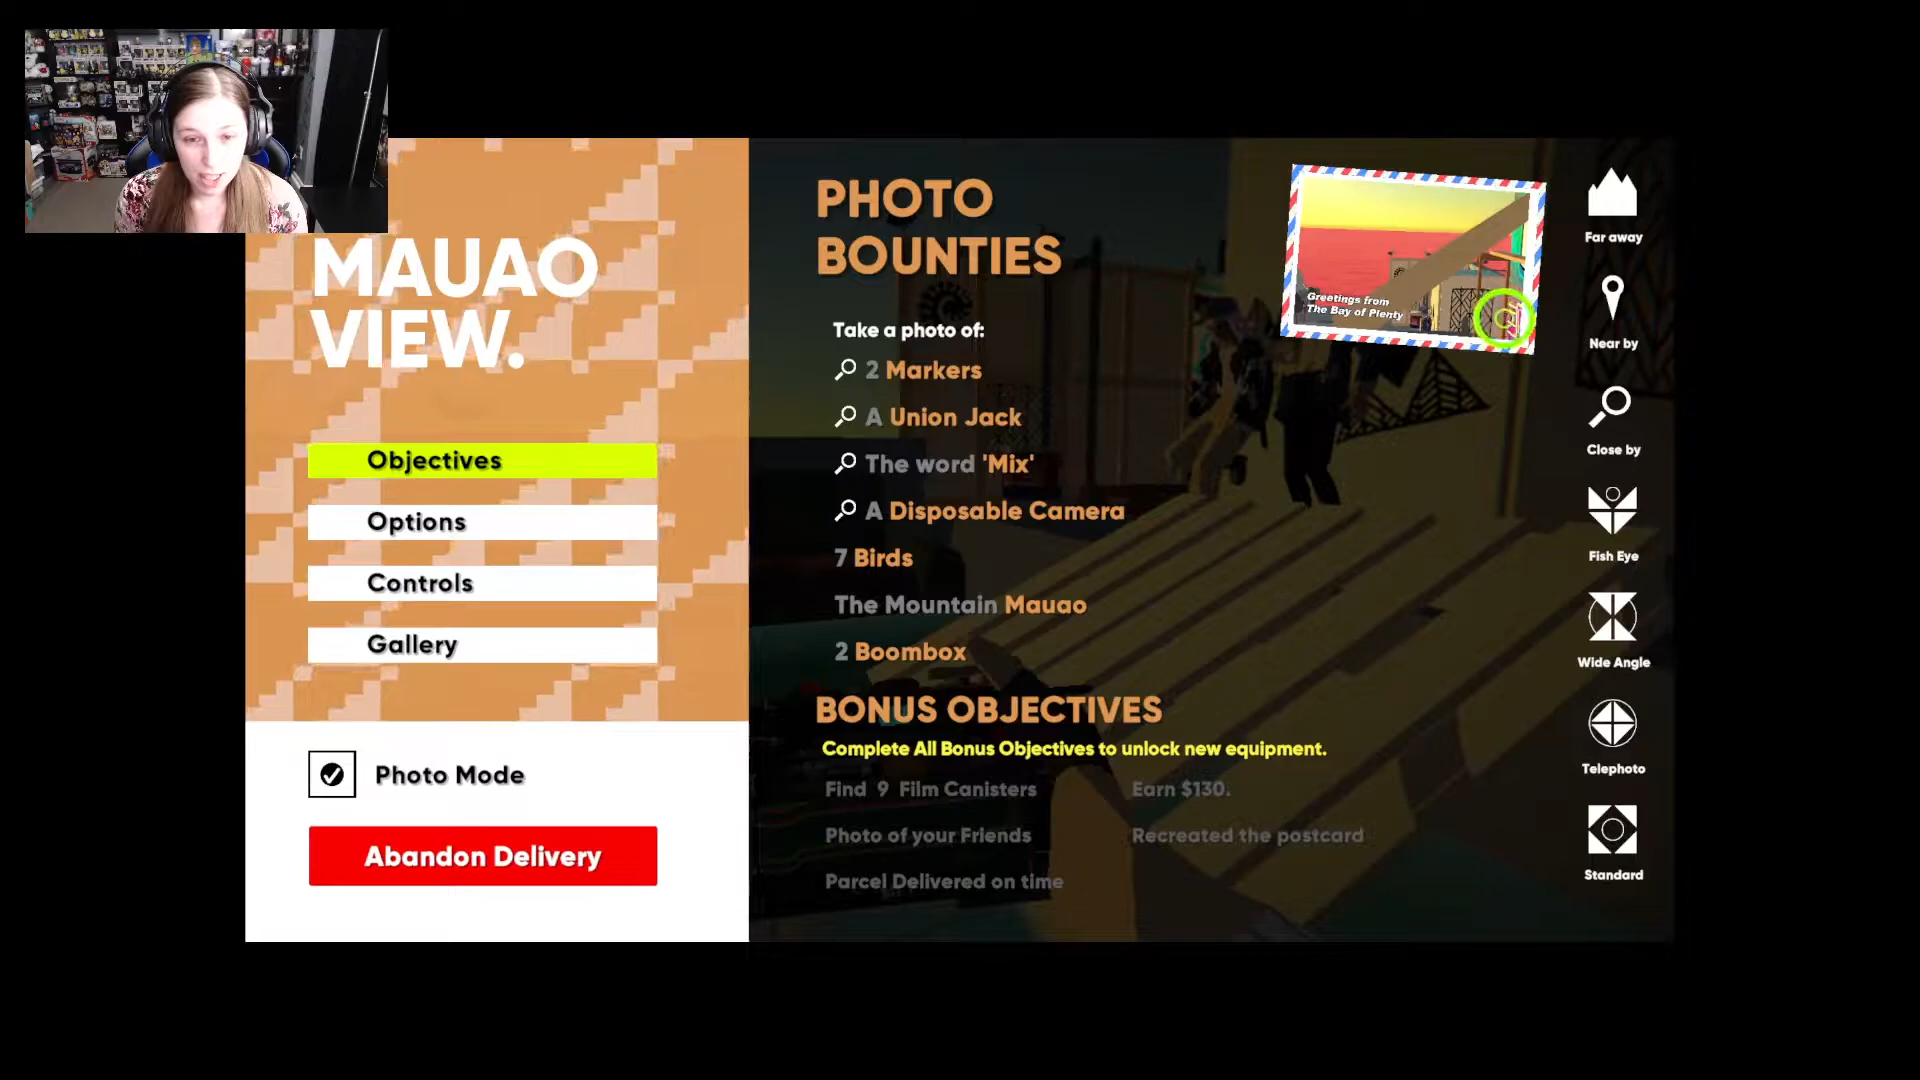 MAUAO
VIEW.
Objectives
Options
Controls
Gallery
Photo Mode
Abandon Delivery
PHOTO
BOUNTIES
Take a photo of:
2 Markers
A Union Jack
The word 'Mix'
A Disposable Camera
7 Birds
The Mountain Mauao
2 Boombox
BONUS OBJECTIVES
Complete All Bonus Objectives to unlock new equipment.
Find 9 Film Canisters
Earn $130.
Photo of your Friends
Recreated the postcard
Parcel Delivered on time
Greetings from
The Bay of Plenty
Far away
Near by
Close by
Fish Eye
Wide Angle
Telephoto
Standard